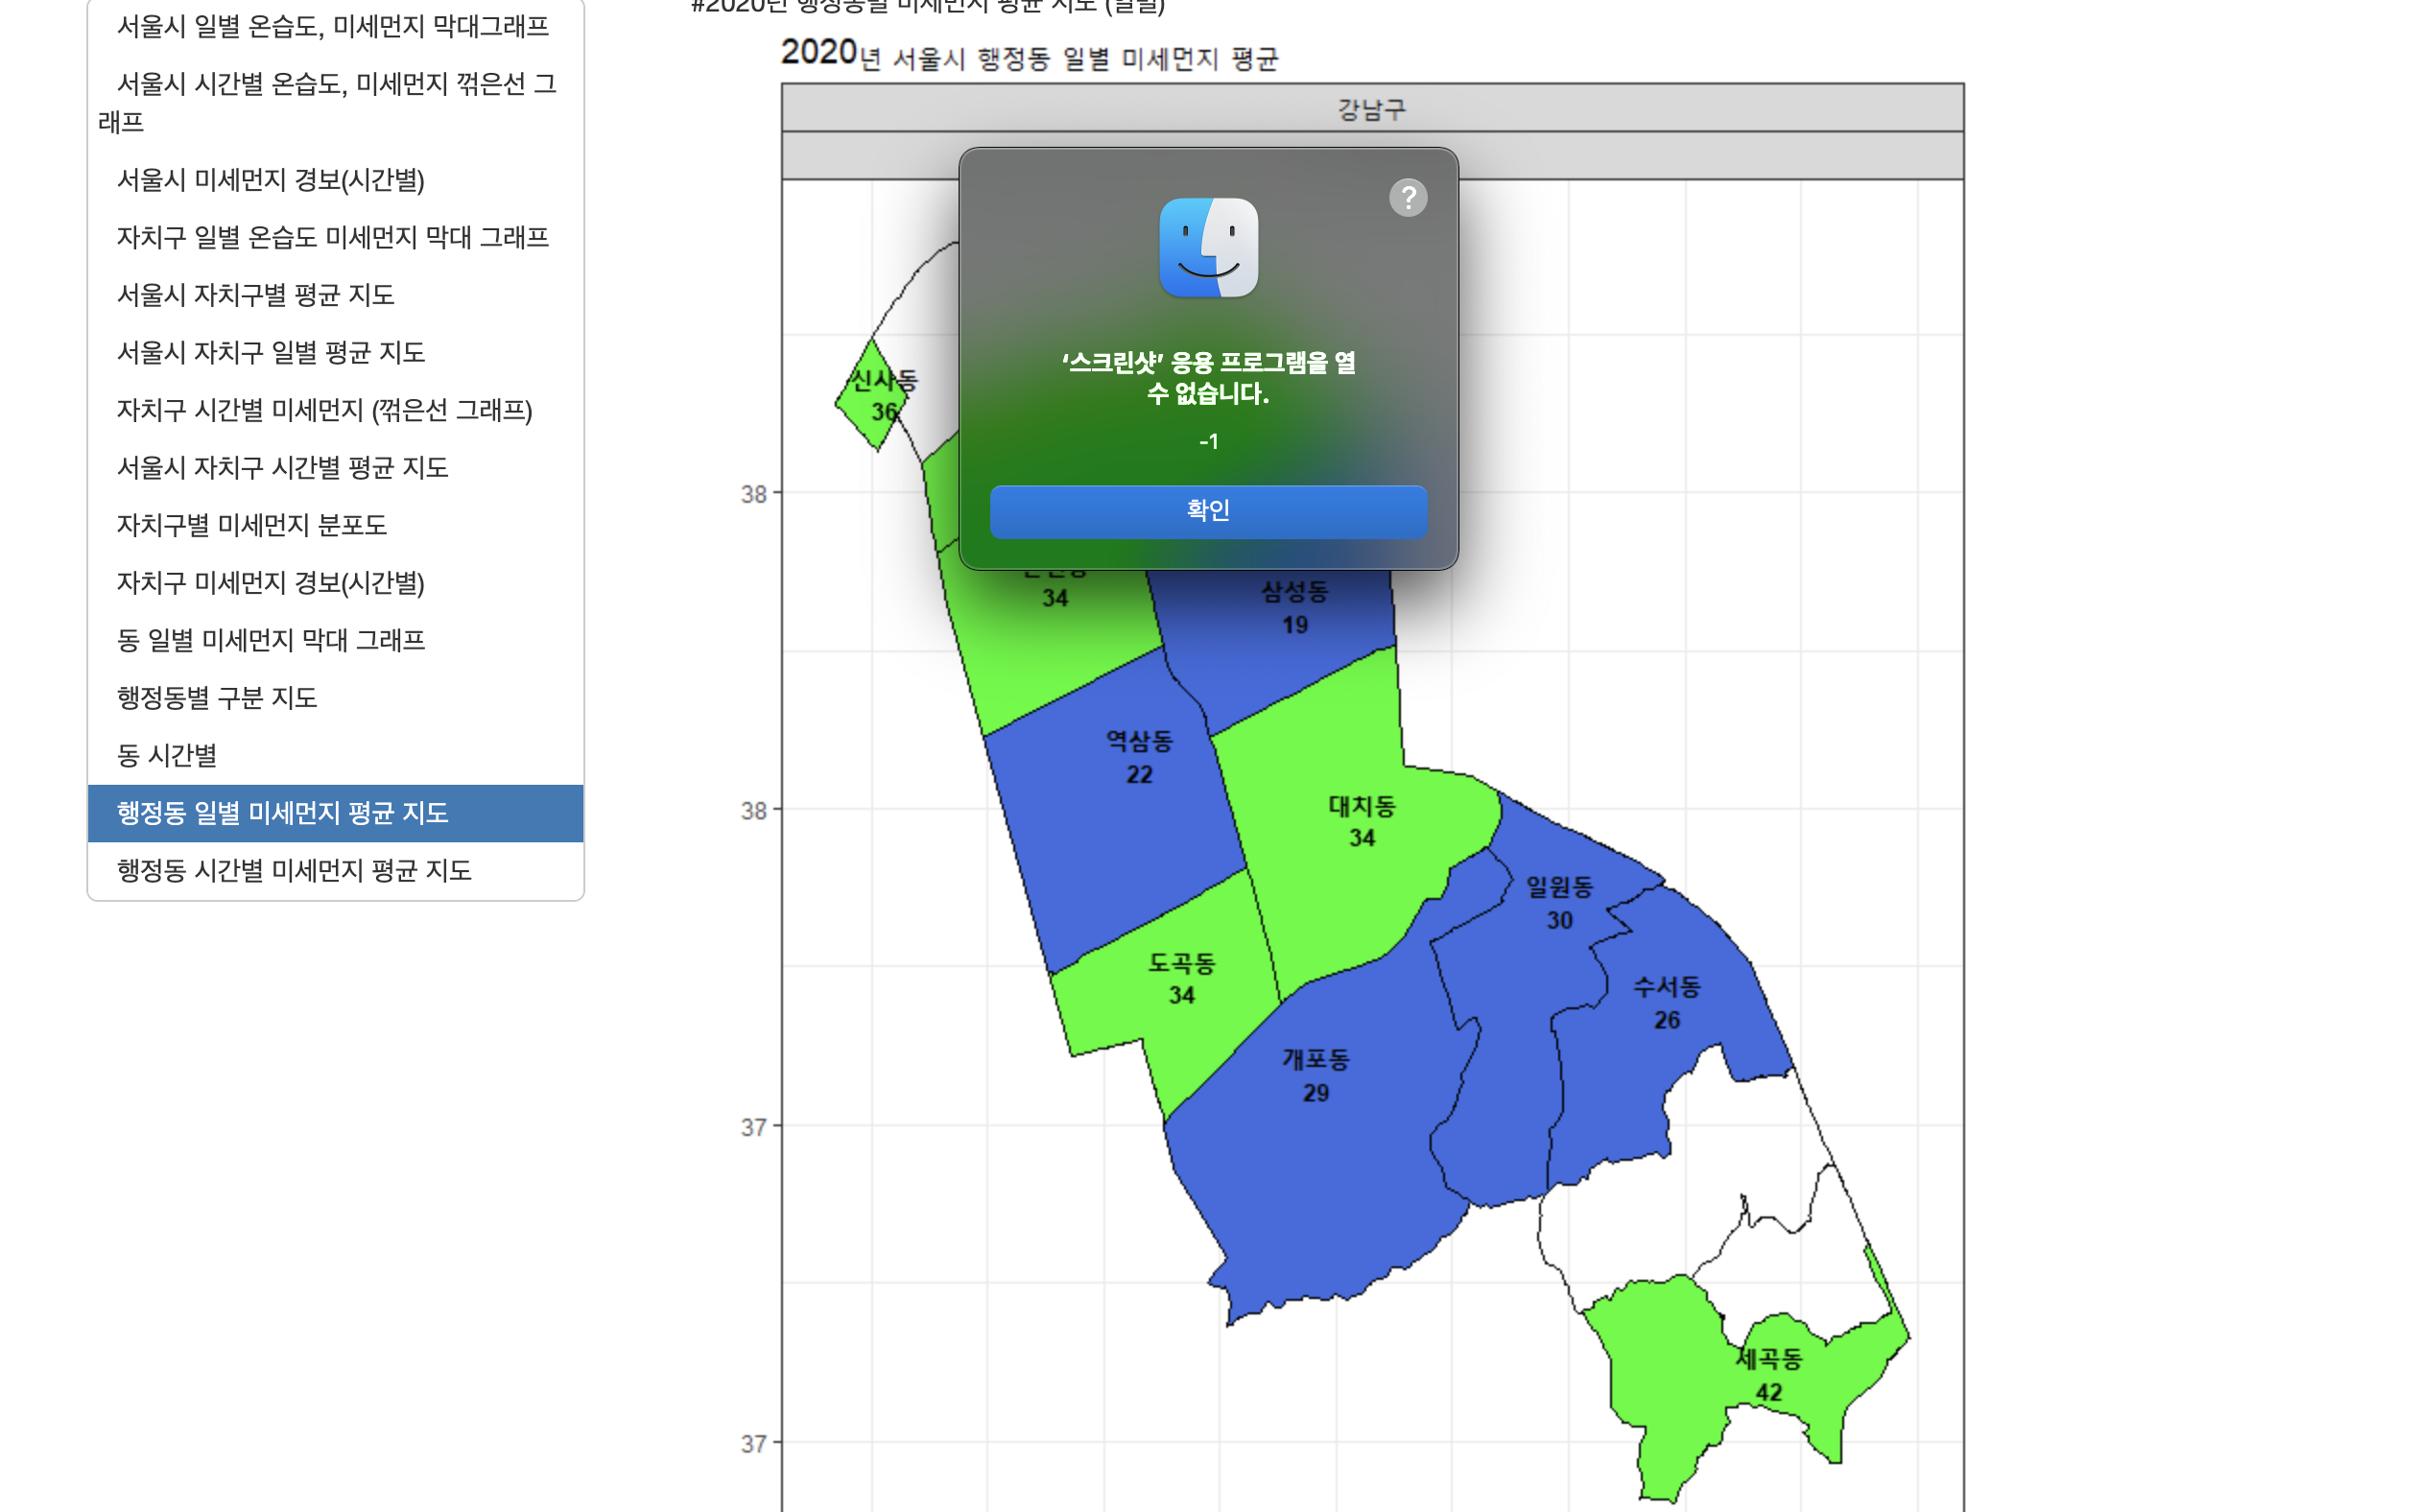 서울시 일별 온습도, 미세먼지 막대그래프
서울시 시간별 온습도, 미세먼지 꺾은선 그
래프
서울시 미세먼지 경보(시간별)
자치구 일별 온습도 미세먼지 막대 그래프
서울시 자치구별 평균 지도
서울시 자치구 일별 평균 지도
자치구 시간별 미세먼지 (꺾은선 그래프)
서울시 자치구 시간별 평균 지도
자치구별 미세먼지 분포도
자치구 미세먼지 경보(시간별)
동 일별 미세먼지 막대 그래프
행정동별 구분 지도
동 시간별
행정동 일별 미세먼지 평균 지도
행정동 시간별 미세먼지 평균 지도
#2020년 행정동별 미세먼지 평균 지도 (일별)
2020년 서울시 행정동 일별 미세먼지 평균
강남구
?
‘스크린샷’ 응용 프로그램을 열
수 없습니다.
-1
확인
신사동
36
38
34
삼성동
19
역삼동
22
38
대치동
34
일원동
30
도곡동
34
수서동
26
개포동
29
37
세곡동
42
37